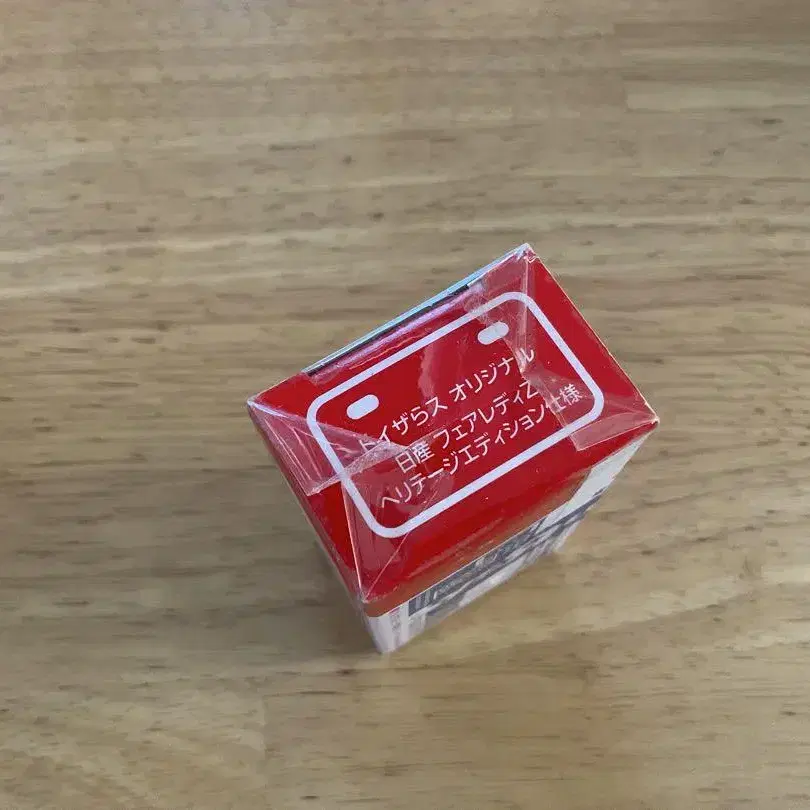 トイザらス オリジナル
日産 フェアレディZ
ヘリテージエディション仕様